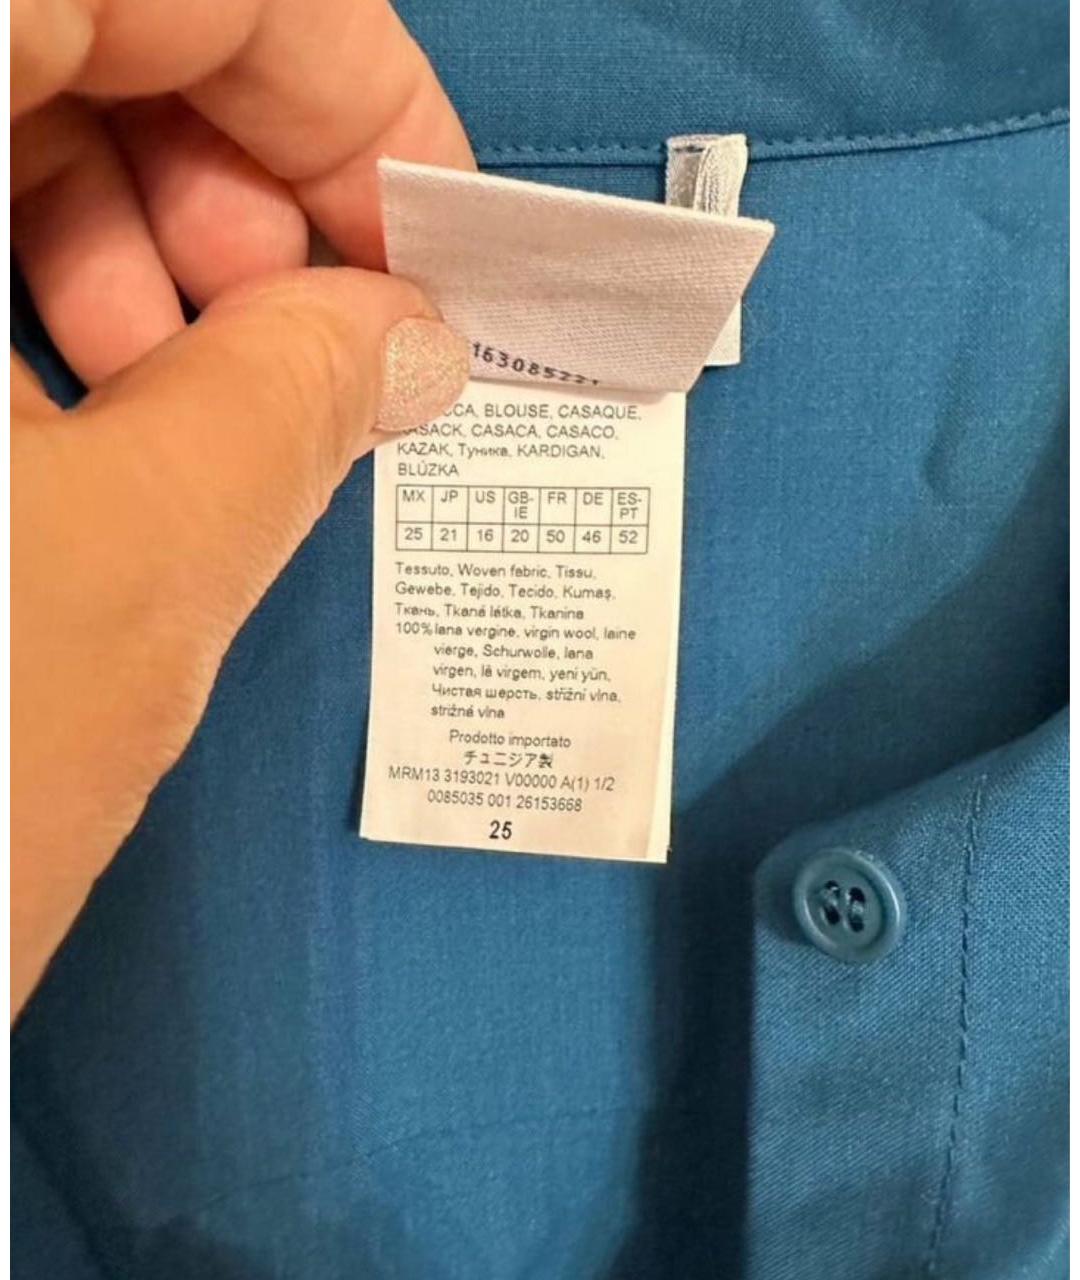 BLOUSE, CASAQUE,
KASACK, CASACA, CASACO,
KAZAK, Туника, KARDIGAN,
BLÚZKA
MX JP US GB-IE FR DE ES-PT
25 21 16 20 50 46 52
Tessuto, Woven fabric, Tissu,
Gewebe, Tejido, Tecido, Kumaş,
Ткань, Tkaná látka, Tkanina
100% lana vergine, virgin wool, laine
vierge, Schurwolle, lana
virgen, lã virgem, yeni yün,
Чистая шерсть, střižní vlna,
strižná vlna
Prodotto importato
チュニジア製
MRM13 3193021 V00000 A(1) 1/2
0085035 001 26153668
25